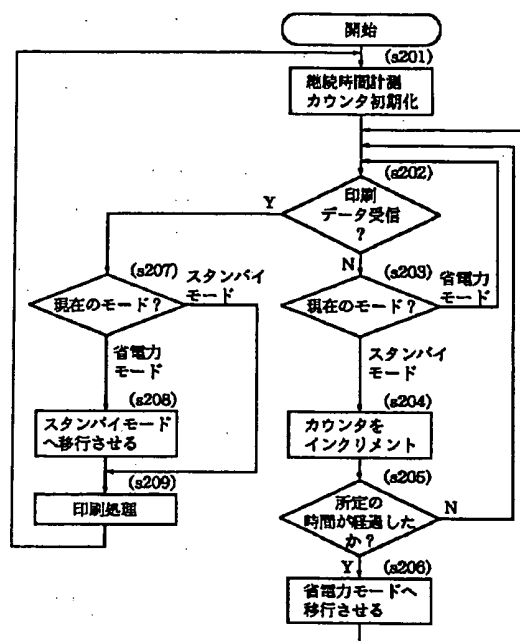 開始
(s201)
継続時間計測
カウンタ初期化
(s202)
印刷
データ受信
?
Y
N
(s203)
現在のモード?
省電力
モード
スタンバイ
モード
(s204)
カウンタを
インクリメント
(s205)
所定の
時間が経過した
か?
N
Y
(s206)
省電力モードへ
移行させる
(s207)
現在のモード?
スタンバイ
モード
省電力
モード
(s208)
スタンバイモード
へ移行させる
(s209)
印刷処理